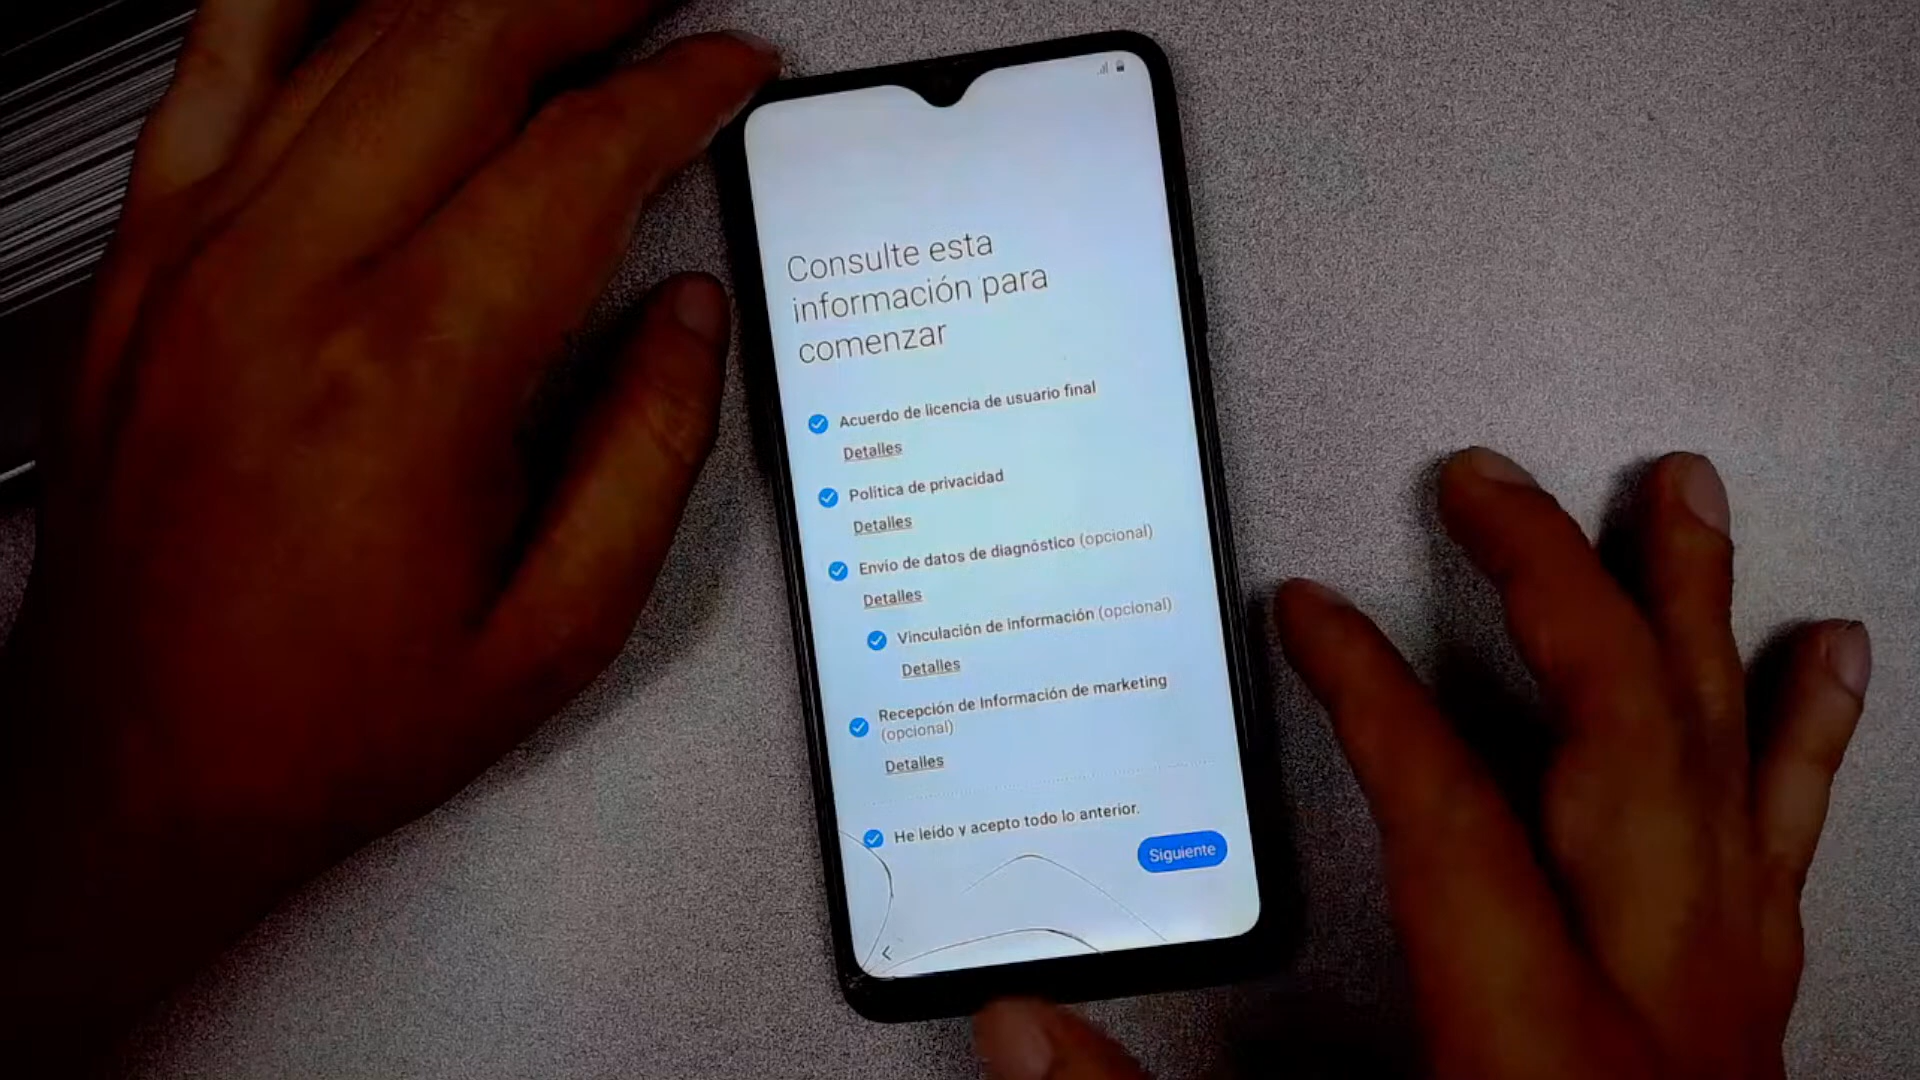 Consulte esta
información para
comenzar
Acuerdo de licencia de usuario final
Detalles
Política de privacidad
Detalles
Envío de datos de diagnóstico (opcional)
Detalles
Vinculación de información (opcional)
Detalles
Recepción de Información de marketing
(opcional)
Detalles
He leído y acepto todo lo anterior.
Siguiente